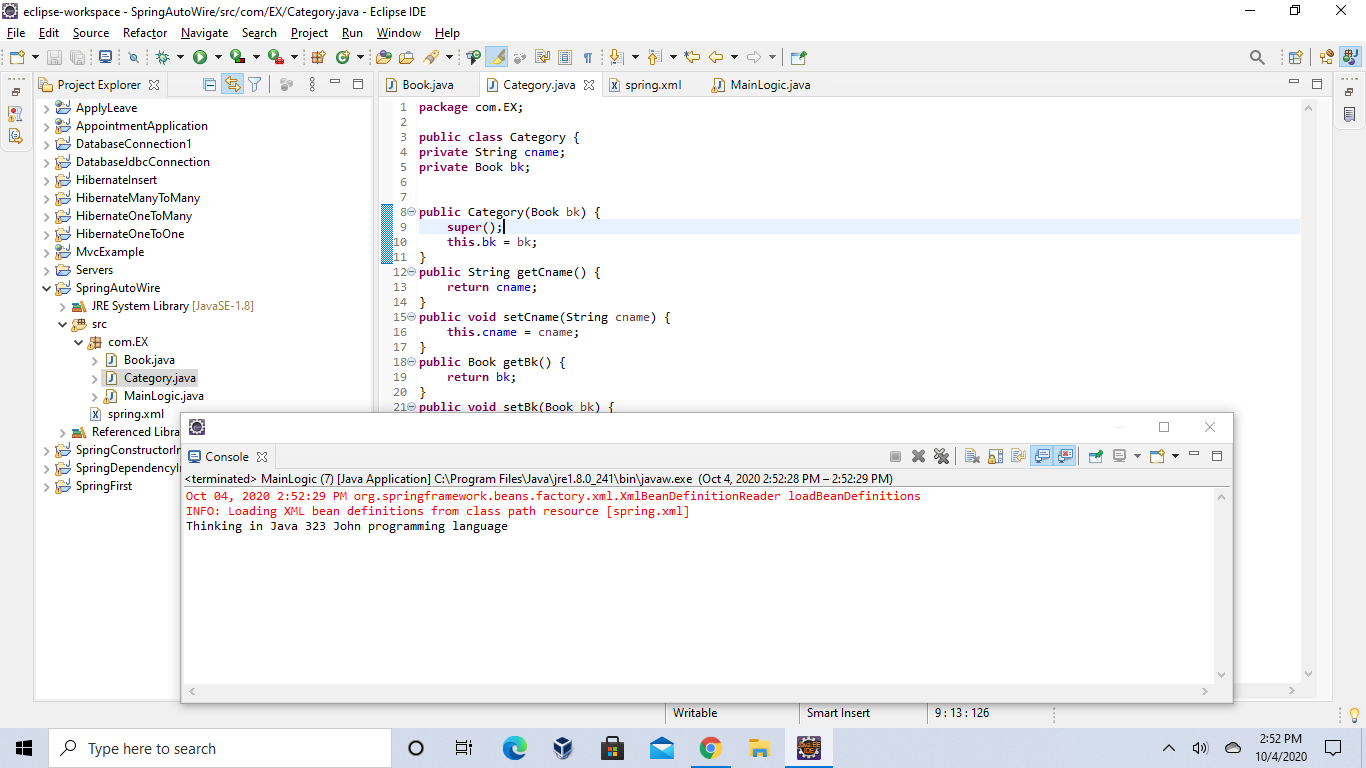 eclipse-workspace - SpringAutoWire/src/com/EX/Category.java - Eclipse IDE
File Edit Source Refactor Navigate Search Project Run Window Help
Project Explorer
ApplyLeave
AppointmentApplication
DatabaseConnection1
DatabaseJdbcConnection
HibernateInsert
HibernateManyToMany
HibernateOneToMany
HibernateOneToOne
MvcExample
Servers
SpringAutoWire
JRE System Library [JavaSE-1.8]
src
com.EX
Book.java
Category.java
MainLogic.java
spring.xml
Referenced Libra
SpringConstructorIn
SpringDependencyI
SpringFirst
Book.java Category.java spring.xml MainLogic.java
1 package com.EX;
2
3 public class Category {
4 private String cname;
5 private Book bk;
6
7
8 public Category(Book bk) {
9 super();
10 this.bk = bk;
11 }
12 public String getCname() {
13 return cname;
14 }
15 public void setCname(String cname) {
16 this.cname = cname;
17 }
18 public Book getBk() {
19 return bk;
20 }
21 public void setBk(Book bk) {
Console
<terminated> MainLogic (7) [Java Application] C:\Program Files\Java\jre1.8.0_241\bin\javaw.exe (Oct 4, 2020 2:52:28 PM – 2:52:29 PM)
Oct 04, 2020 2:52:29 PM org.springframework.beans.factory.xml.XmlBeanDefinitionReader loadBeanDefinitions
INFO: Loading XML bean definitions from class path resource [spring.xml]
Thinking in Java 323 John programming language
Writable Smart Insert 9 : 13 : 126
Type here to search
Java EE
IDE
2:52 PM
10/4/2020